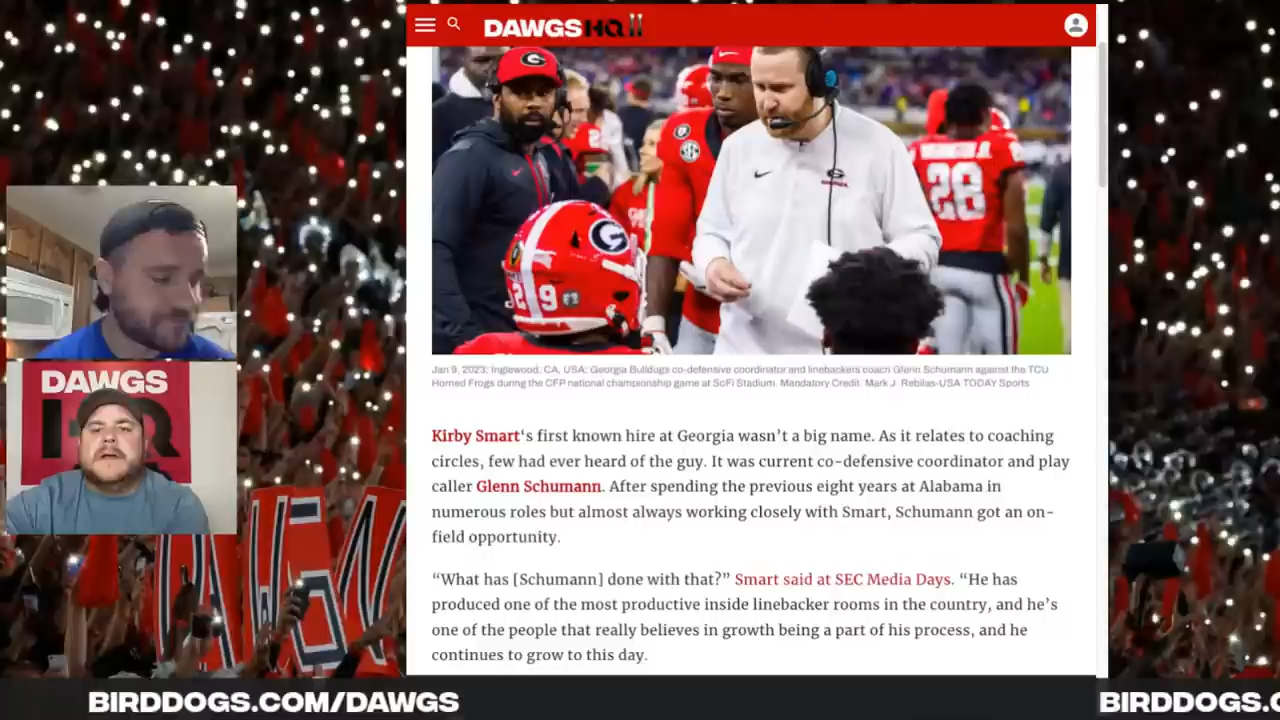 DAWGSHQ
G
G
28
29
G
Jan 9, 2023; Inglewood, CA, USA; Georgia Bulldogs co-defensive coordinator and linebackers coach Glenn Schumann against the TCU
Horned Frogs during the CFP national championship game at SoFi Stadium. Mandatory Credit: Mark J. Rebilas-USA TODAY Sports
Kirby Smart‘s first known hire at Georgia wasn’t a big name. As it relates to coaching
circles, few had ever heard of the guy. It was current co-defensive coordinator and play
caller Glenn Schumann. After spending the previous eight years at Alabama in
numerous roles but almost always working closely with Smart, Schumann got an on-
field opportunity.
“What has [Schumann] done with that?” Smart said at SEC Media Days. “He has
produced one of the most productive inside linebacker rooms in the country, and he’s
one of the people that really believes in growth being a part of his process, and he
continues to grow to this day.
DAWGS
HQ
BIRDDOGS.COM/DAWGS
BIRDDOGS.C